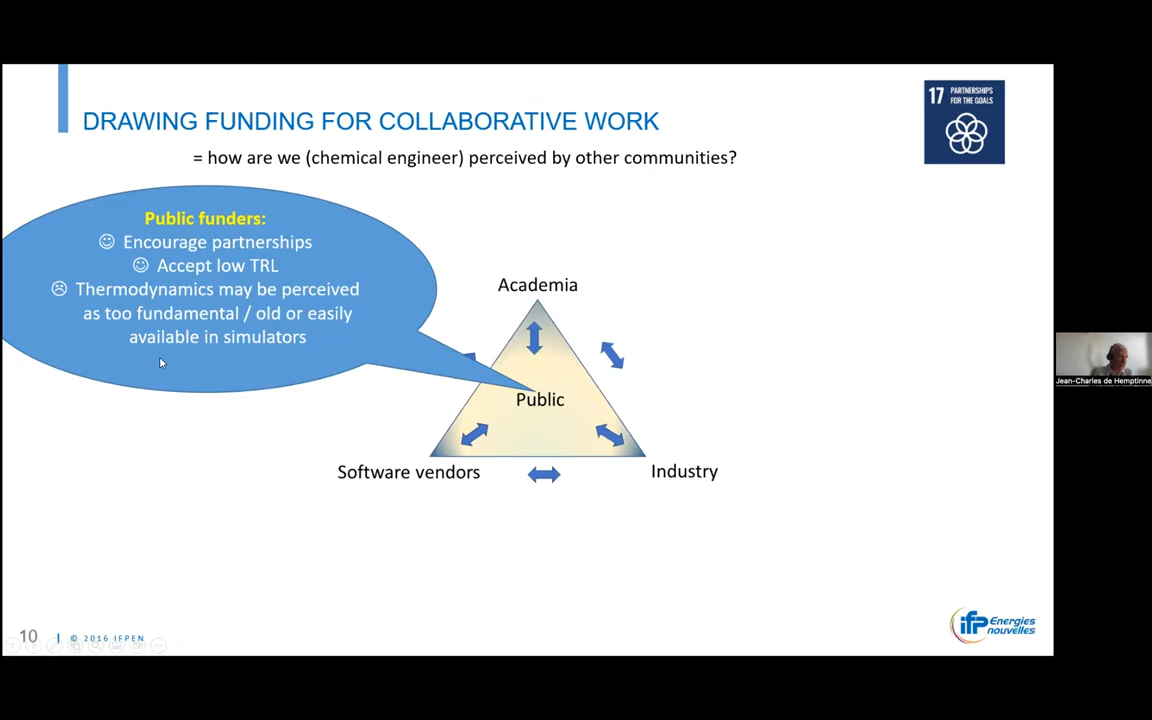 DRAWING FUNDING FOR COLLABORATIVE WORK
17 PARTNERSHIPS
FOR THE GOALS
= how are we (chemical engineer) perceived by other communities?
Public funders:
☺ Encourage partnerships
☺ Accept low TRL
☹ Thermodynamics may be perceived
as too fundamental / old or easily
available in simulators
Academia
Public
Software vendors
Industry
Jean-Charles de Hemptinne
10 | © 2016 IFPEN
ifp Energies
nouvelles